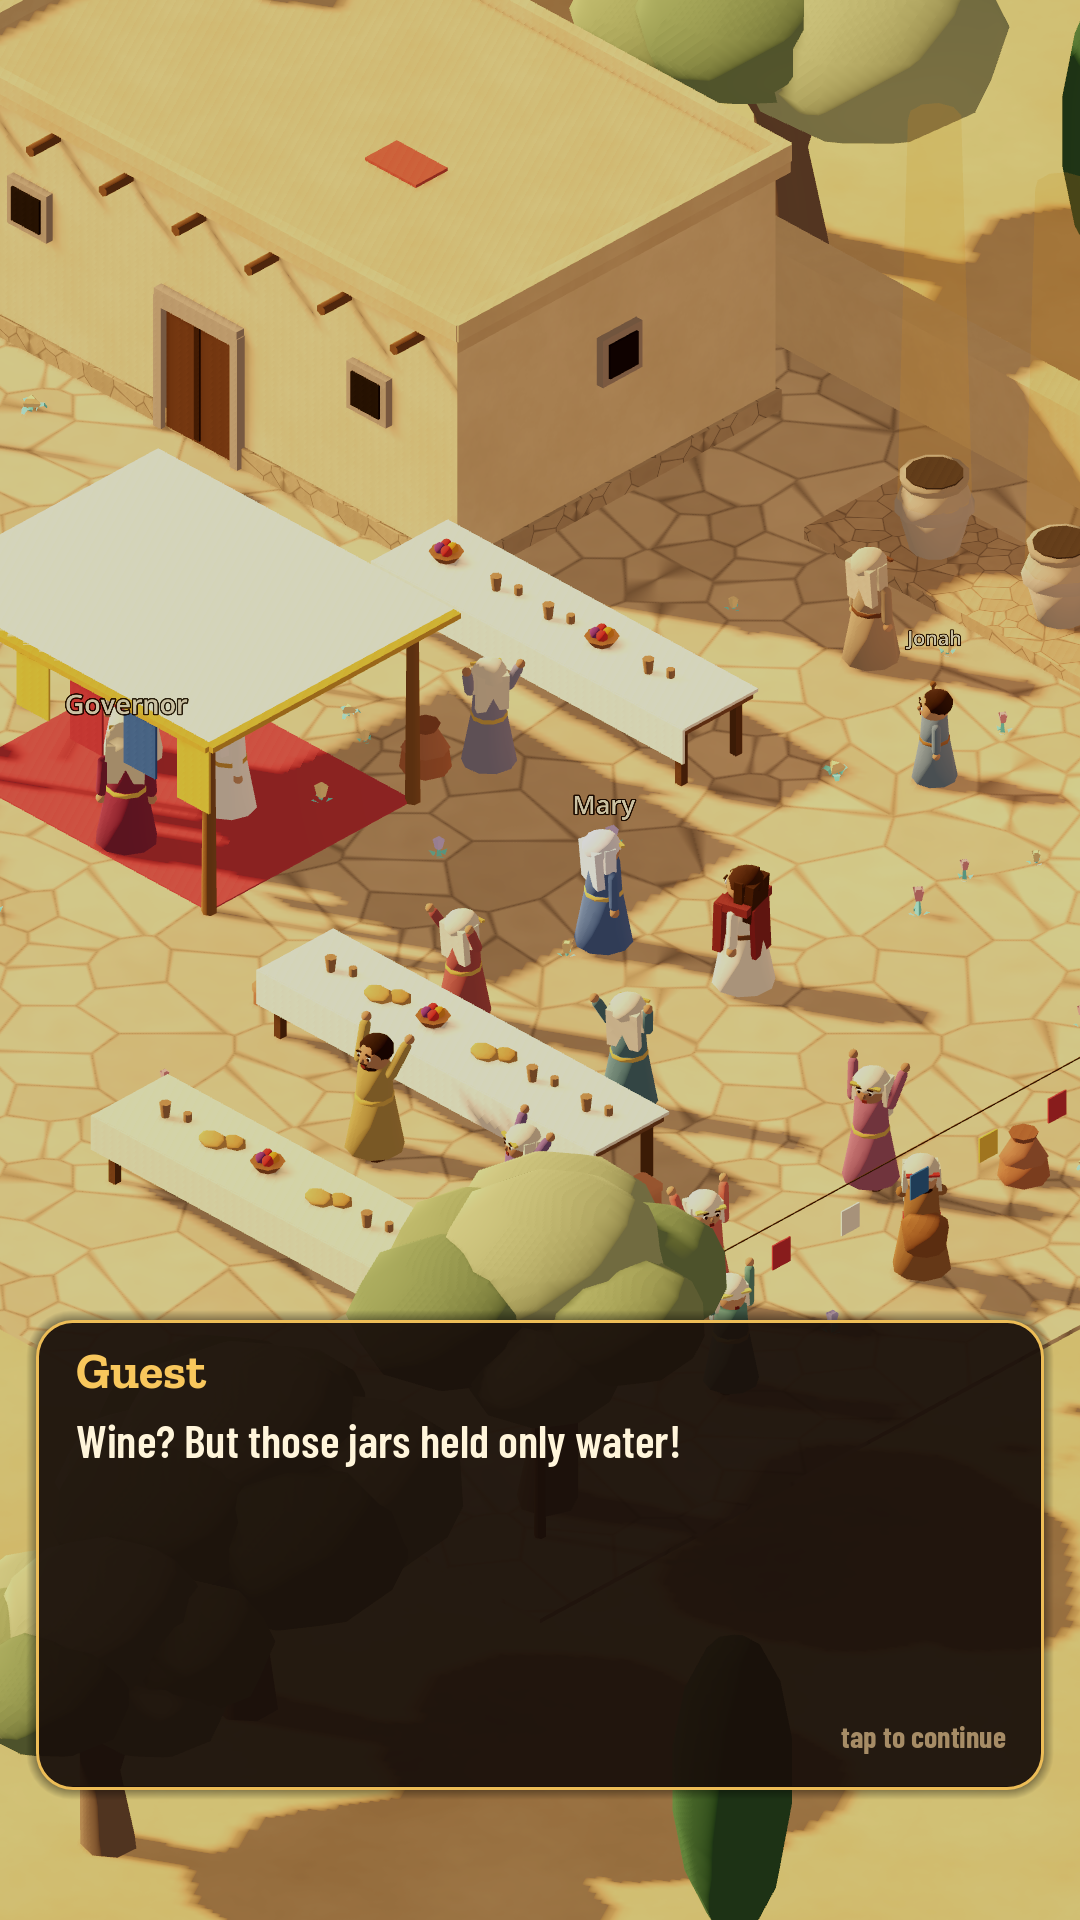 Jonah
Governor
Mary
Guest
Wine? But those jars held only water!
tap to continue